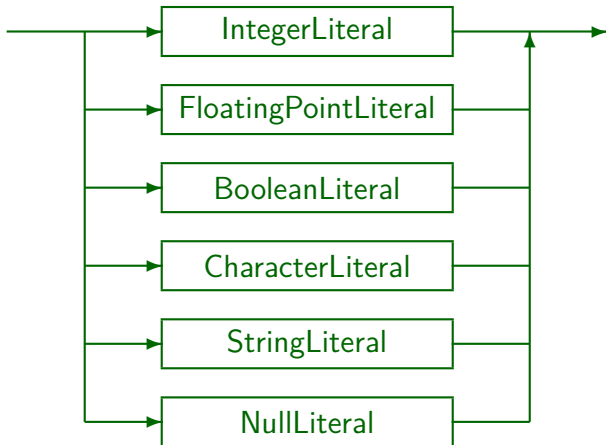 IntegerLiteral
FloatingPointLiteral
BooleanLiteral
CharacterLiteral
StringLiteral
NullLiteral